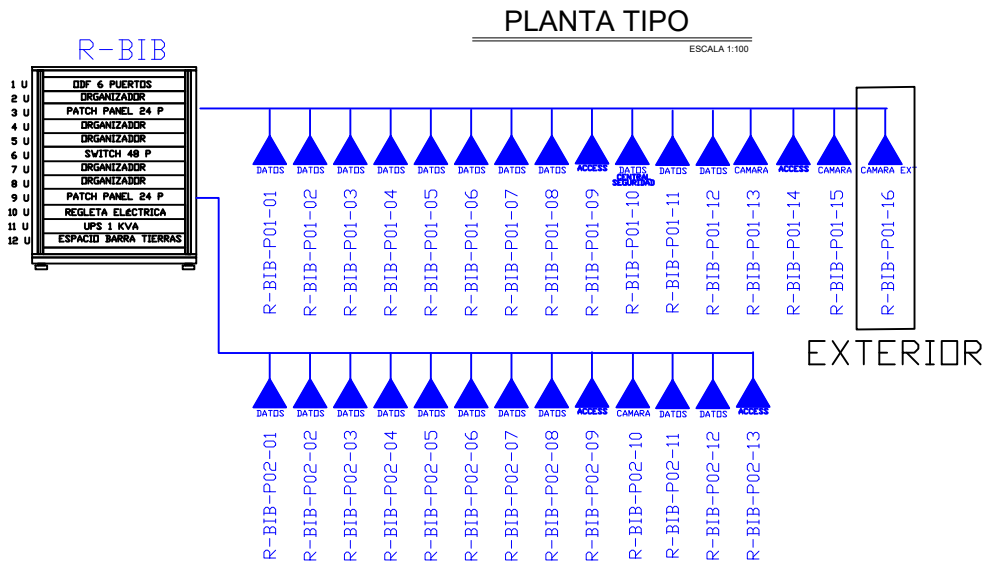 PLANTA TIPO
ESCALA 1:100
R-BIB
1 U ODF 6 PUERTOS
2 U ORGANIZADOR
3 U PATCH PANEL 24 P
4 U ORGANIZADOR
5 U ORGANIZADOR
6 U SWITCH 48 P
7 U ORGANIZADOR
8 U ORGANIZADOR
9 U PATCH PANEL 24 P
10 U REGLETA ELÉCTRICA
11 U UPS 1 KVA
12 U ESPACIO BARRA TIERRAS
DATOS DATOS DATOS DATOS DATOS DATOS DATOS DATOS ACCESS DATOS DATOS DATOS CAMARA ACCESS CAMARA CAMARA EXT
CENTRAL
SEGURIDAD
R-BIB-P01-01
R-BIB-P01-02
R-BIB-P01-03
R-BIB-P01-04
R-BIB-P01-05
R-BIB-P01-06
R-BIB-P01-07
R-BIB-P01-08
R-BIB-P01-09
R-BIB-P01-10
R-BIB-P01-11
R-BIB-P01-12
R-BIB-P01-13
R-BIB-P01-14
R-BIB-P01-15
R-BIB-P01-16
EXTERIOR
DATOS DATOS DATOS DATOS DATOS DATOS DATOS DATOS ACCESS CAMARA DATOS DATOS ACCESS
R-BIB-P02-01
R-BIB-P02-02
R-BIB-P02-03
R-BIB-P02-04
R-BIB-P02-05
R-BIB-P02-06
R-BIB-P02-07
R-BIB-P02-08
R-BIB-P02-09
R-BIB-P02-10
R-BIB-P02-11
R-BIB-P02-12
R-BIB-P02-13